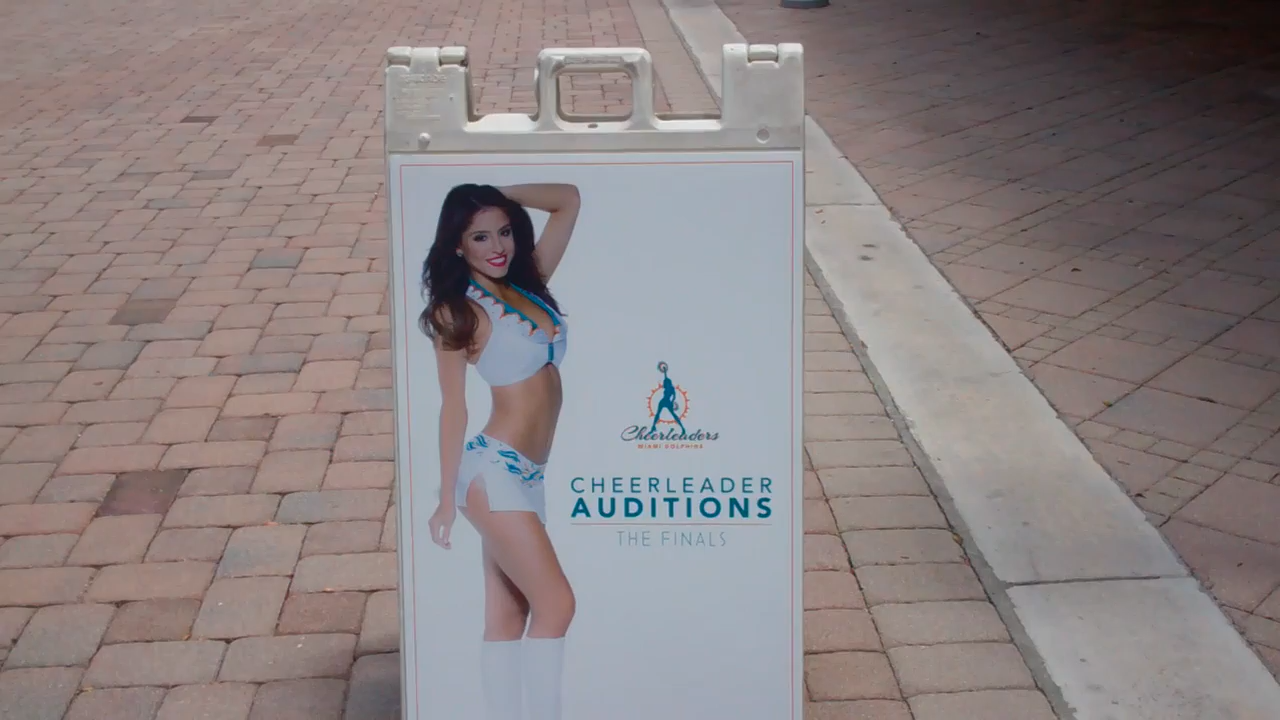 Cheerleaders
MIAMI DOLPHINS
CHEERLEADER
AUDITIONS
THE FINALS